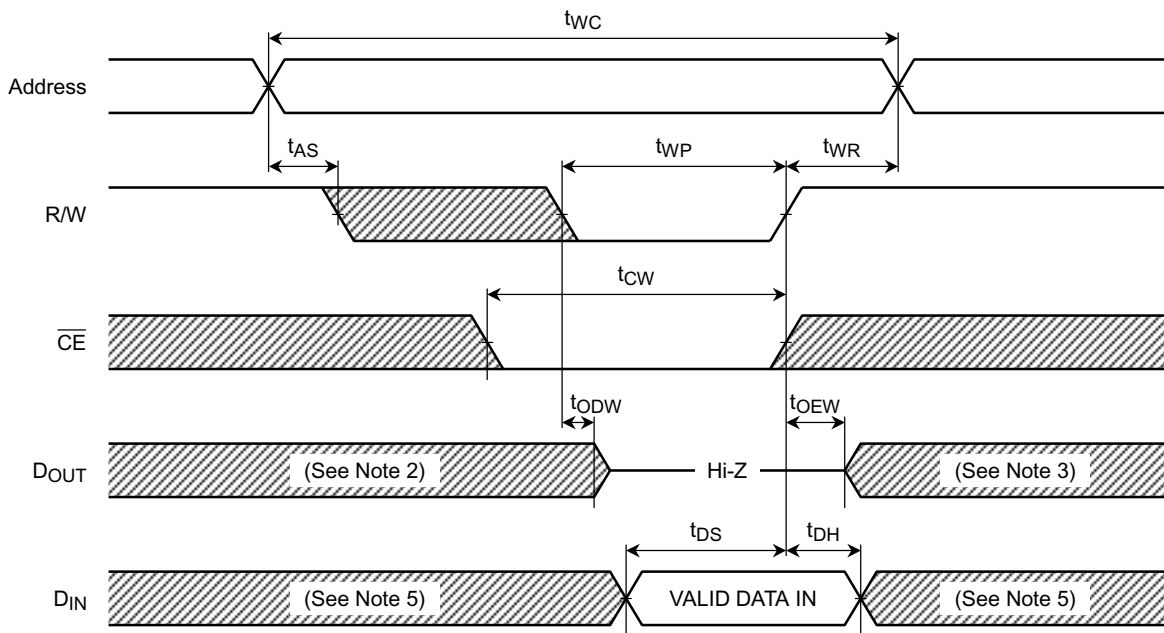 tWC
Address
tAS tWP tWR
R/W
tCW
CE
tODW tOEW
DOUT (See Note 2) Hi-Z (See Note 3)
tDS tDH
DIN (See Note 5) VALID DATA IN (See Note 5)